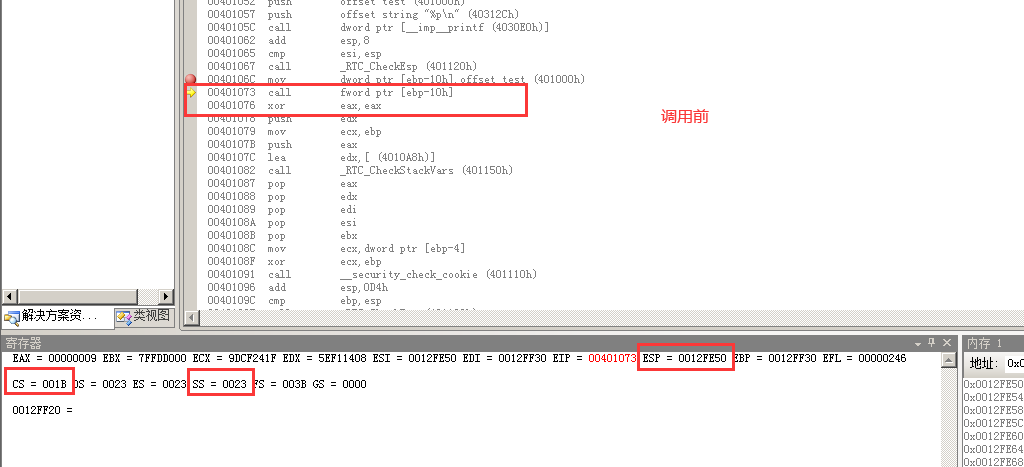 00401052 push offset test (401000h)
00401057 push offset string "%p\n" (40312Ch)
0040105C call dword ptr [__imp__printf (4030E0h)]
00401062 add esp,8
00401065 cmp esi,esp
00401067 call _RTC_CheckEsp (401120h)
0040106C mov dword ptr [ebp-10h],offset test (401000h)
00401073 call fword ptr [ebp-10h]
00401076 xor eax,eax
调用前
00401078 push edx
00401079 mov ecx,ebp
0040107B push eax
0040107C lea edx,[ (4010A8h)]
00401082 call _RTC_CheckStackVars (401150h)
00401087 pop eax
00401088 pop edx
00401089 pop edi
0040108A pop esi
0040108B pop ebx
0040108C mov ecx,dword ptr [ebp-4]
0040108F xor ecx,ebp
00401091 call __security_check_cookie (401110h)
00401096 add esp,0D4h
0040109C cmp ebp,esp
解决方案资... 类视图
寄存器
EAX = 00000009 EBX = 7FFDD000 ECX = 9DCF241F EDX = 5EF11408 ESI = 0012FE50 EDI = 0012FF30 EIP = 00401073 ESP = 0012FE50 EBP = 0012FF30 EFL = 00000246
CS = 001B DS = 0023 ES = 0023 SS = 0023 FS = 003B GS = 0000
0012FF20 =
内存 1
地址: 0x0
0x0012FE50
0x0012FE54
0x0012FE58
0x0012FE5C
0x0012FE60
0x0012FE64
0x0012FE68